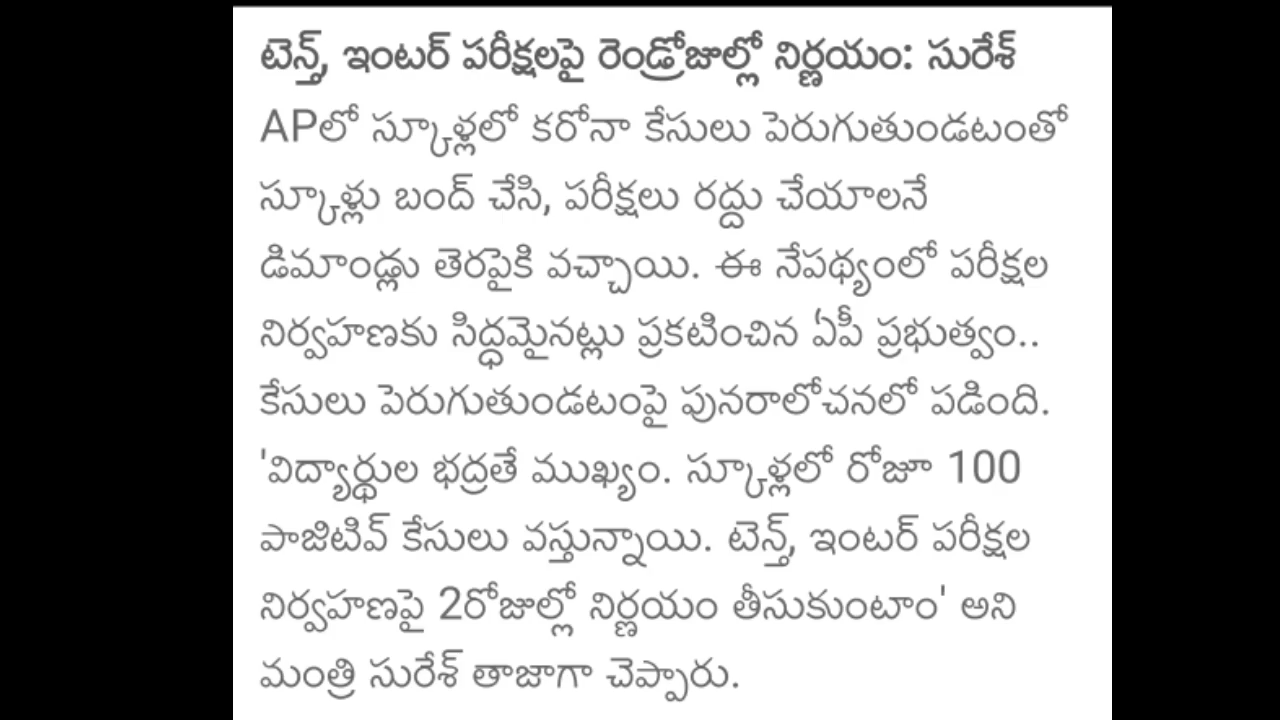 టెన్త్, ఇంటర్ పరీక్షలపై రెండ్రోజుల్లో నిర్ణయం: సురేశ్
APలో స్కూళ్లలో కరోనా కేసులు పెరుగుతుండటంతో
స్కూళ్లు బంద్ చేసి, పరీక్షలు రద్దు చేయాలనే
డిమాండ్లు తెరపైకి వచ్చాయి. ఈ నేపథ్యంలో పరీక్షల
నిర్వహణకు సిద్ధమైనట్లు ప్రకటించిన ఏపీ ప్రభుత్వం..
కేసులు పెరుగుతుండటంపై పునరాలోచనలో పడింది.
'విద్యార్థుల భద్రతే ముఖ్యం. స్కూళ్లలో రోజూ 100
పాజిటివ్ కేసులు వస్తున్నాయి. టెన్త్, ఇంటర్ పరీక్షల
నిర్వహణపై 2రోజుల్లో నిర్ణయం తీసుకుంటాం' అని
మంత్రి సురేశ్ తాజాగా చెప్పారు.